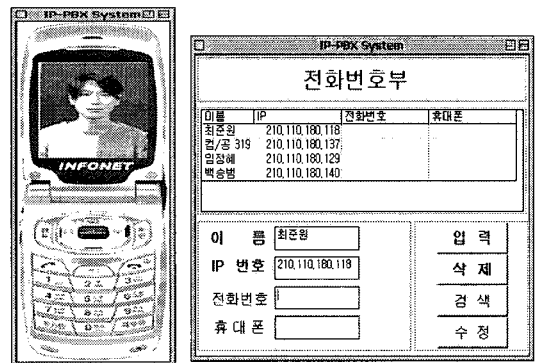 IP-PBX System
INFONET
IP-PBX System
전화번호부
이름 IP 전화번호 휴대폰
최준원 210,110,180,118
컴/공 319 210,110,180,137
임정혜 210,110,180,129
백승범 210,110,180,140
이 름 최준원
IP 번호 210,110,180,118
전화번호
휴대폰
입 력
삭 제
검 색
수 정